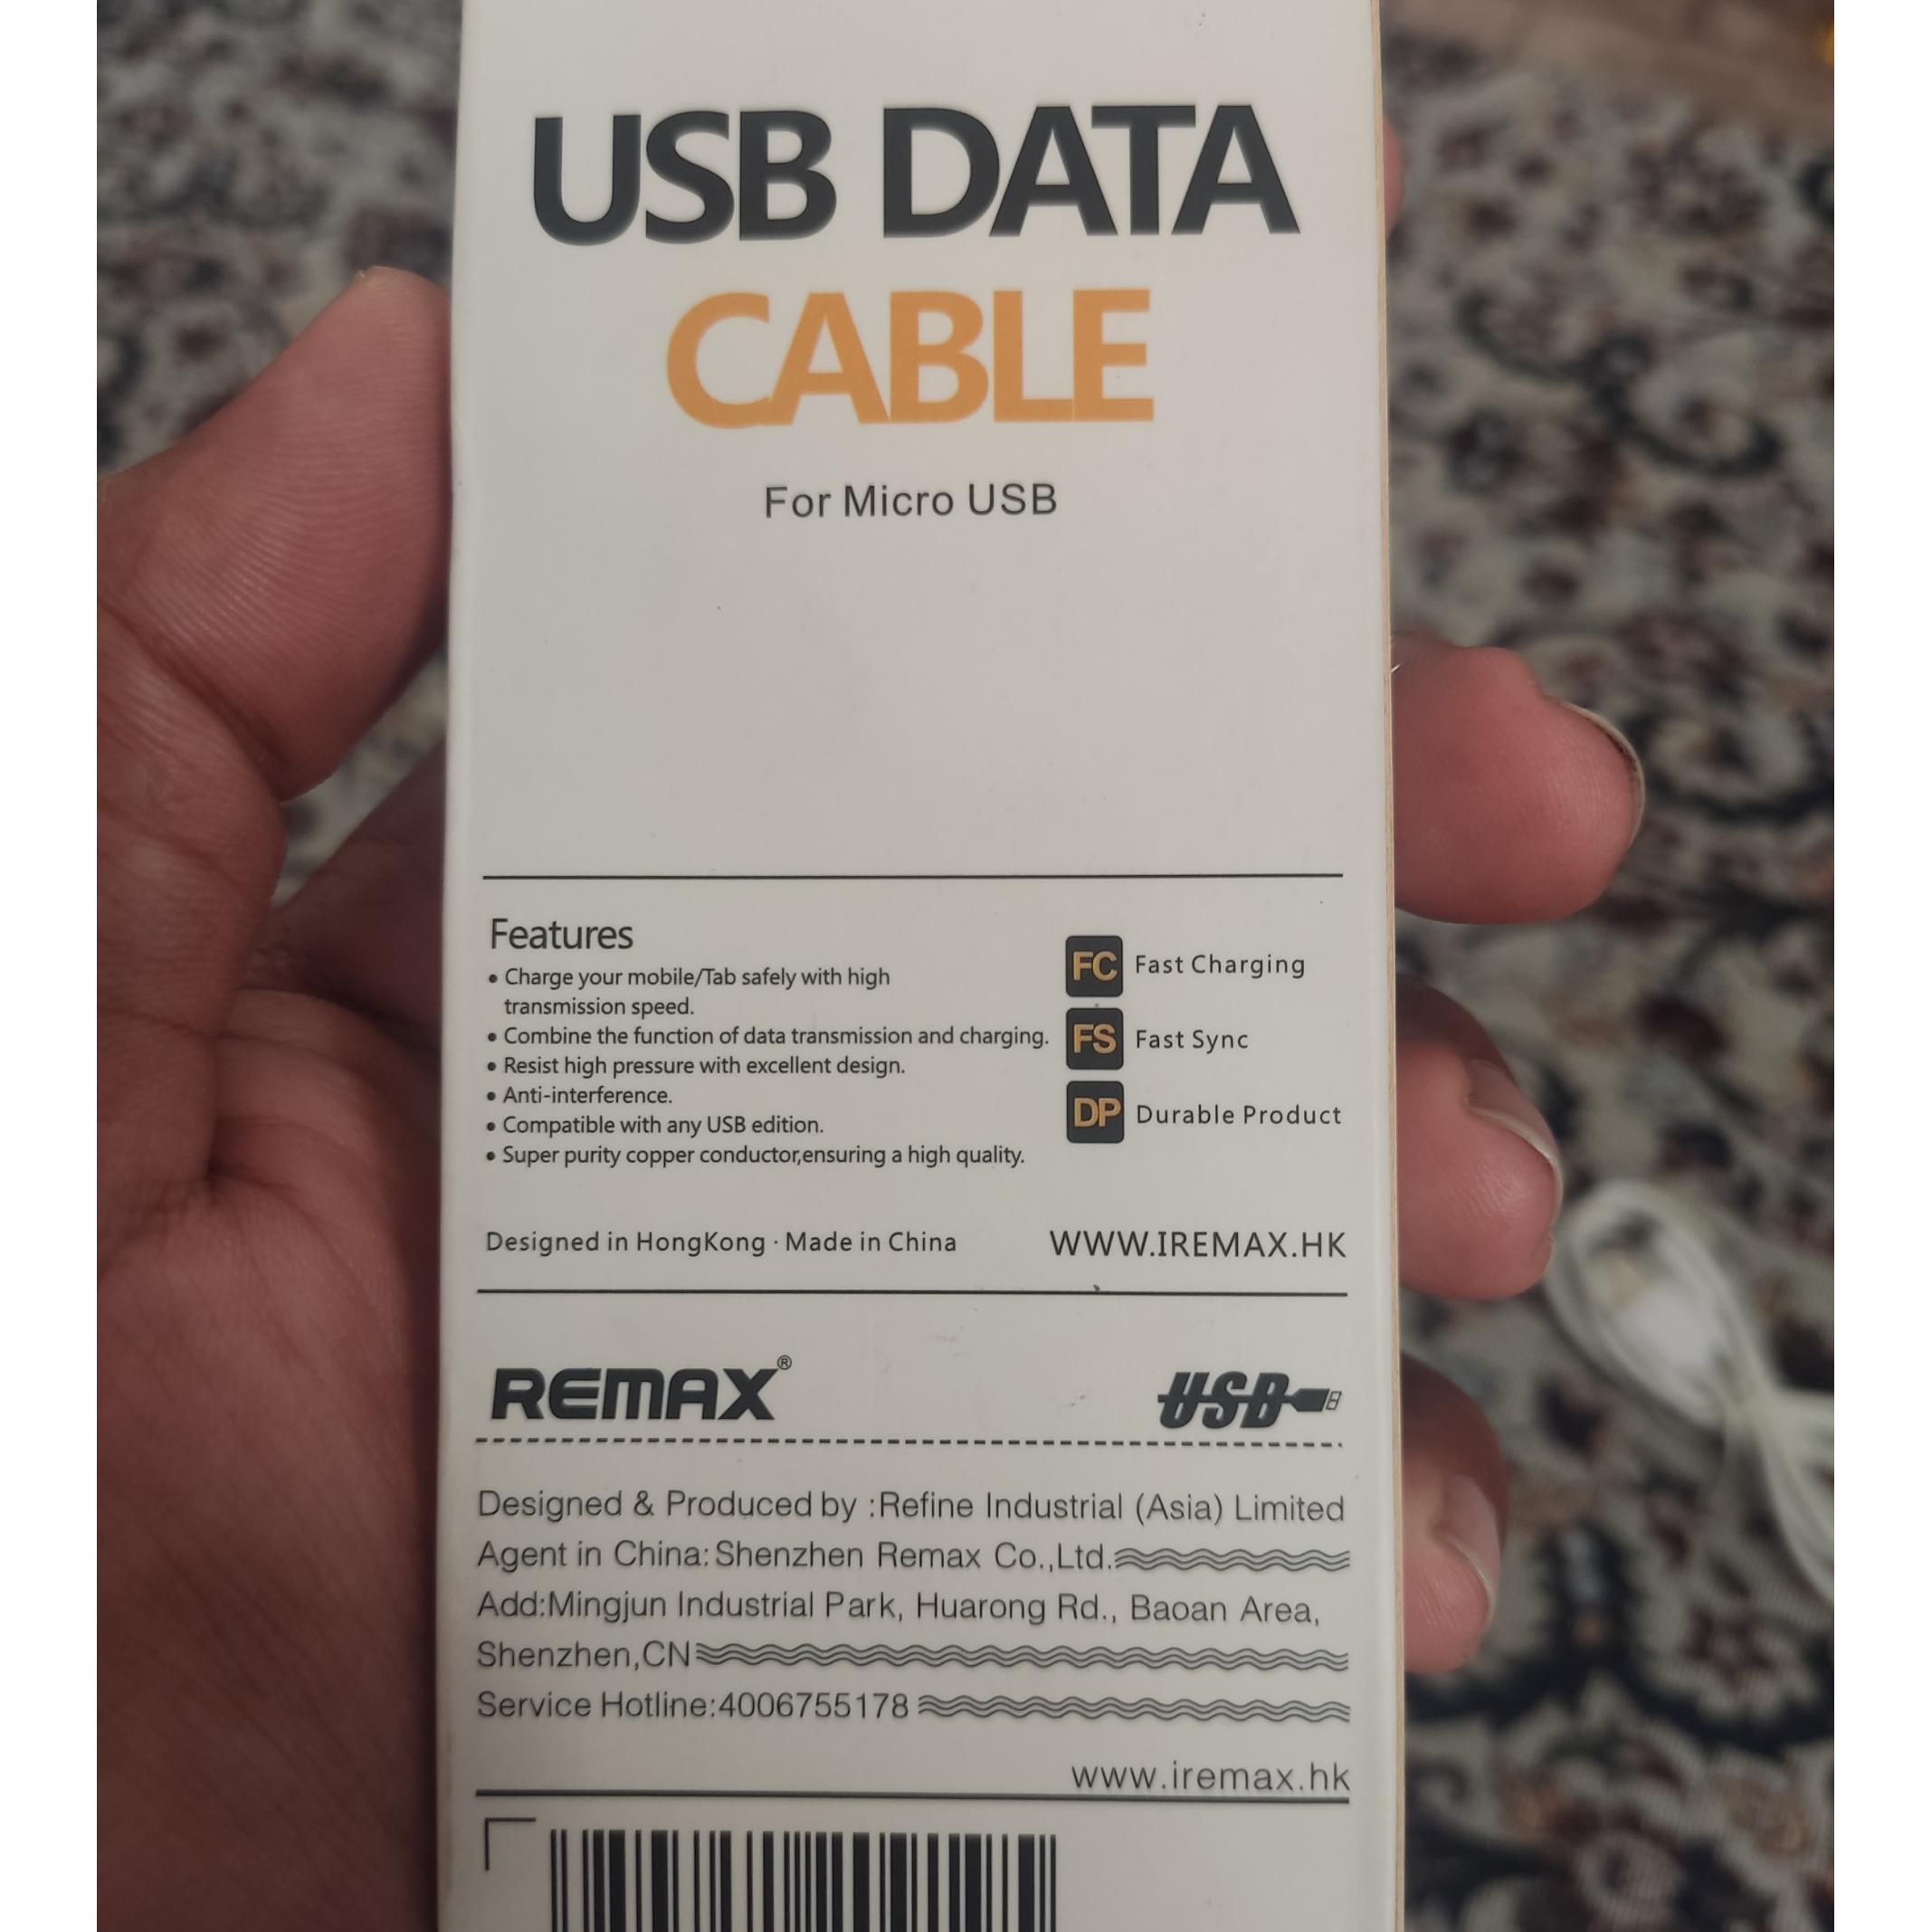 USB DATA
CABLE
For Micro USB
Features
• Charge your mobile/Tab safely with high
transmission speed.
• Combine the function of data transmission and charging.
• Resist high pressure with excellent design.
• Anti-interference.
• Compatible with any USB edition.
• Super purity copper conductor,ensuring a high quality.
FC Fast Charging
FS Fast Sync
DP Durable Product
Designed in HongKong · Made in China WWW.IREMAX.HK
REMAX® USB
Designed & Produced by :Refine Industrial (Asia) Limited
Agent in China:Shenzhen Remax Co.,Ltd.
Add:Mingjun Industrial Park, Huarong Rd., Baoan Area,
Shenzhen,CN
Service Hotline:4006755178
www.iremax.hk